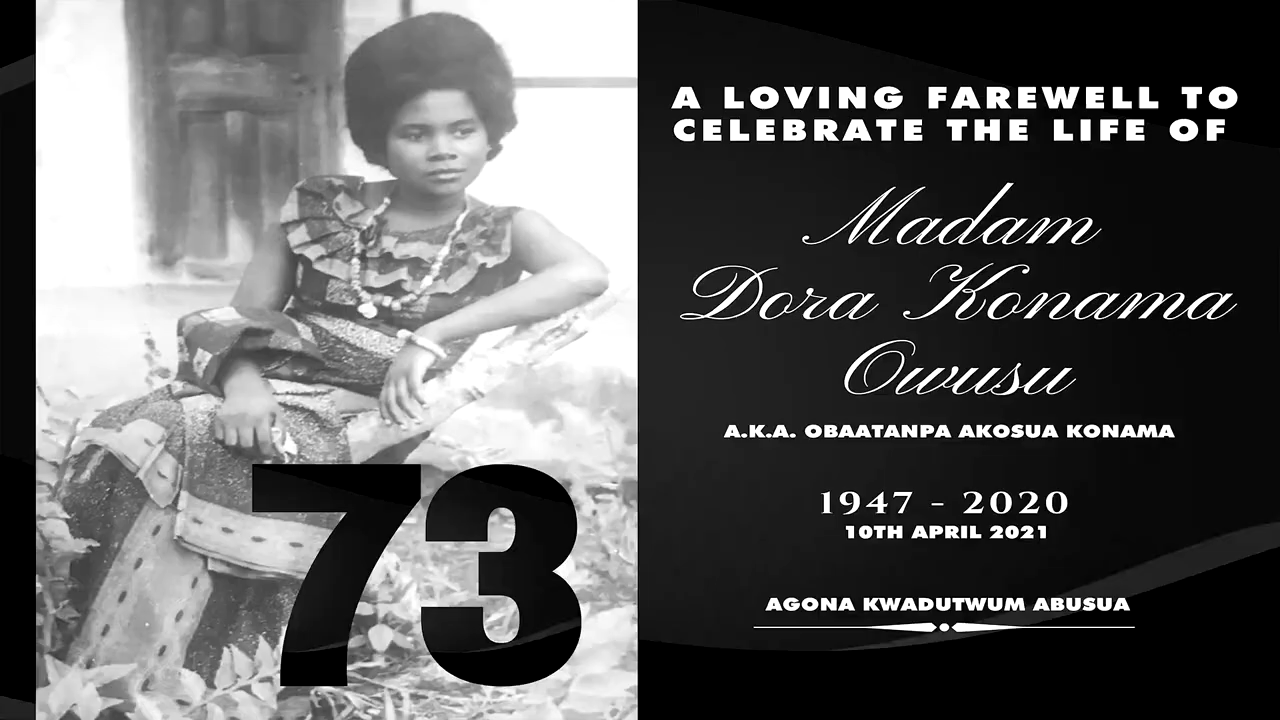 A LOVING FAREWELL TO
CELEBRATE THE LIFE OF
Madam
Dora Konama
Owusu
A.K.A. OBAATANPA AKOSUA KONAMA
1947 - 2020
10TH APRIL 2021
AGONA KWADUTWUM ABUSUA
73